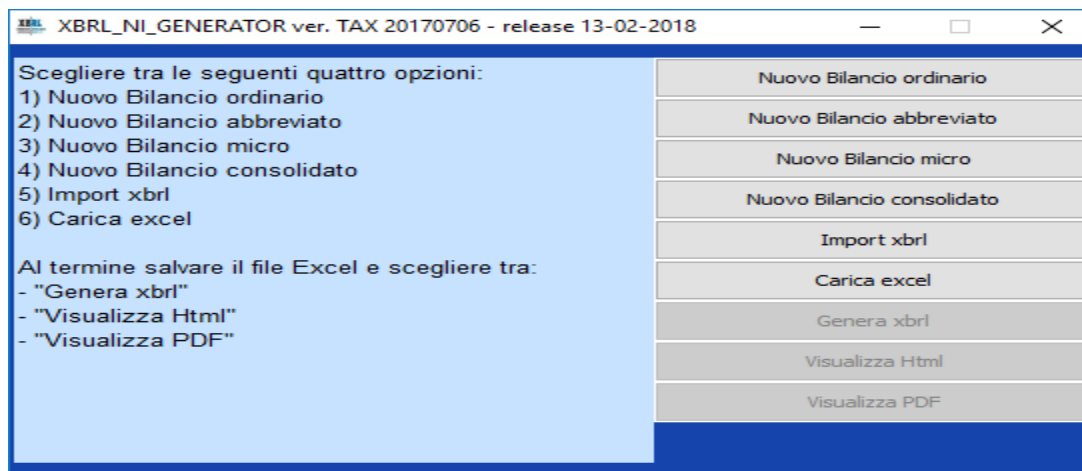 XBRL_NI_GENERATOR ver. TAX 20170706 - release 13-02-2018
Scegliere tra le seguenti quattro opzioni:
1) Nuovo Bilancio ordinario
2) Nuovo Bilancio abbreviato
3) Nuovo Bilancio micro
4) Nuovo Bilancio consolidato
5) Import xbrl
6) Carica excel
Al termine salvare il file Excel e scegliere tra:
- "Genera xbrl"
- "Visualizza Html"
- "Visualizza PDF"
Nuovo Bilancio ordinario
Nuovo Bilancio abbreviato
Nuovo Bilancio micro
Nuovo Bilancio consolidato
Import xbrl
Carica excel
Genera xbrl
Visualizza Html
Visualizza PDF